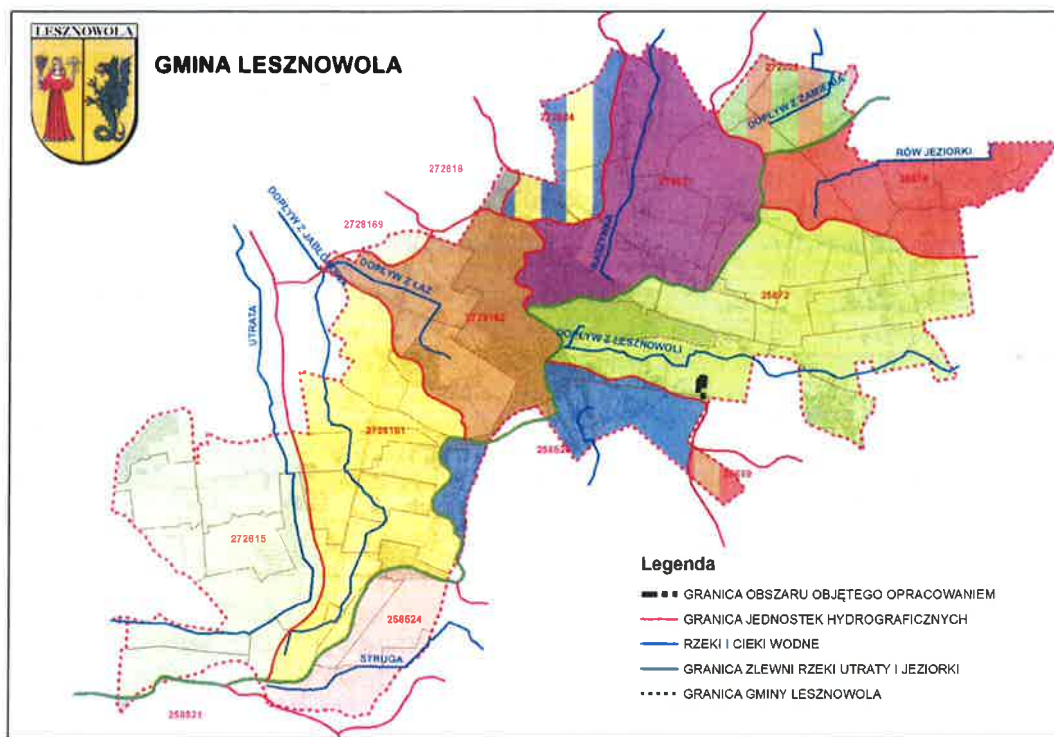 LESZNOWOLA
GMINA LESZNOWOLA
DOPŁYW Z ZAMIENIA
RÓW JEZIORKI
272818
2728169
DOPŁYW Z ŁAZ
UTRATA
RASZYNKA
25872
2728162
DOPŁYW Z LESZNOWOLI
2728161
272815
258524
STRUGA
258521
Legenda
GRANICA OBSZARU OBJĘTEGO OPRACOWANIEM
GRANICA JEDNOSTEK HYDROGRAFICZNYCH
RZEKI I CIEKI WODNE
GRANICA ZLEWNI RZEKI UTRATY I JEZIORKI
GRANICA GMINY LESZNOWOLA